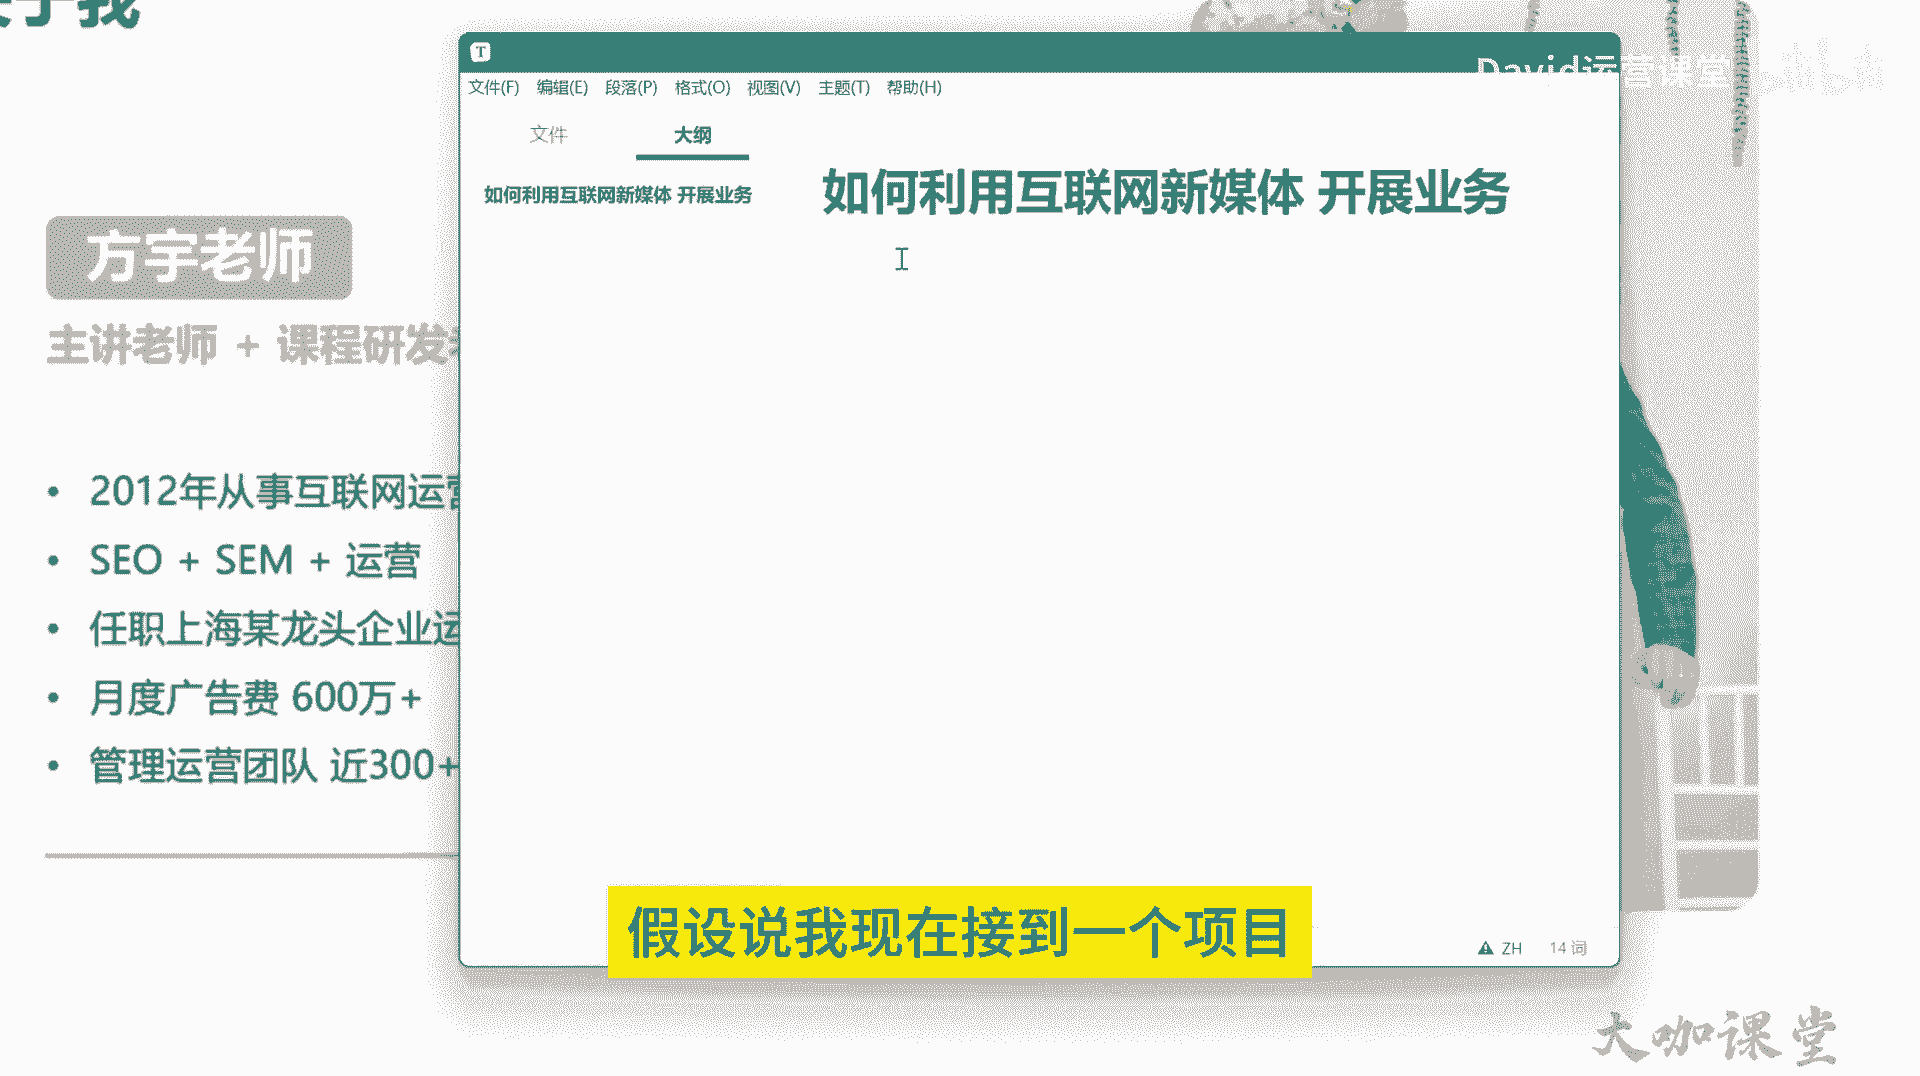 于我
方宇老师
主讲老师 + 课程研发
2012年从事互联网运营
SEO + SEM + 运营
任职上海某龙头企业运
月度广告费 600万+
管理运营团队 近300+
T
文件(F) 编辑(E) 段落(P) 格式(O) 视图(V) 主题(T) 帮助(H)
文件 大纲
如何利用互联网新媒体 开展业务
如何利用互联网新媒体 开展业务
David运营课堂
假设说我现在接到一个项目
ZH 14 词
大咖课堂